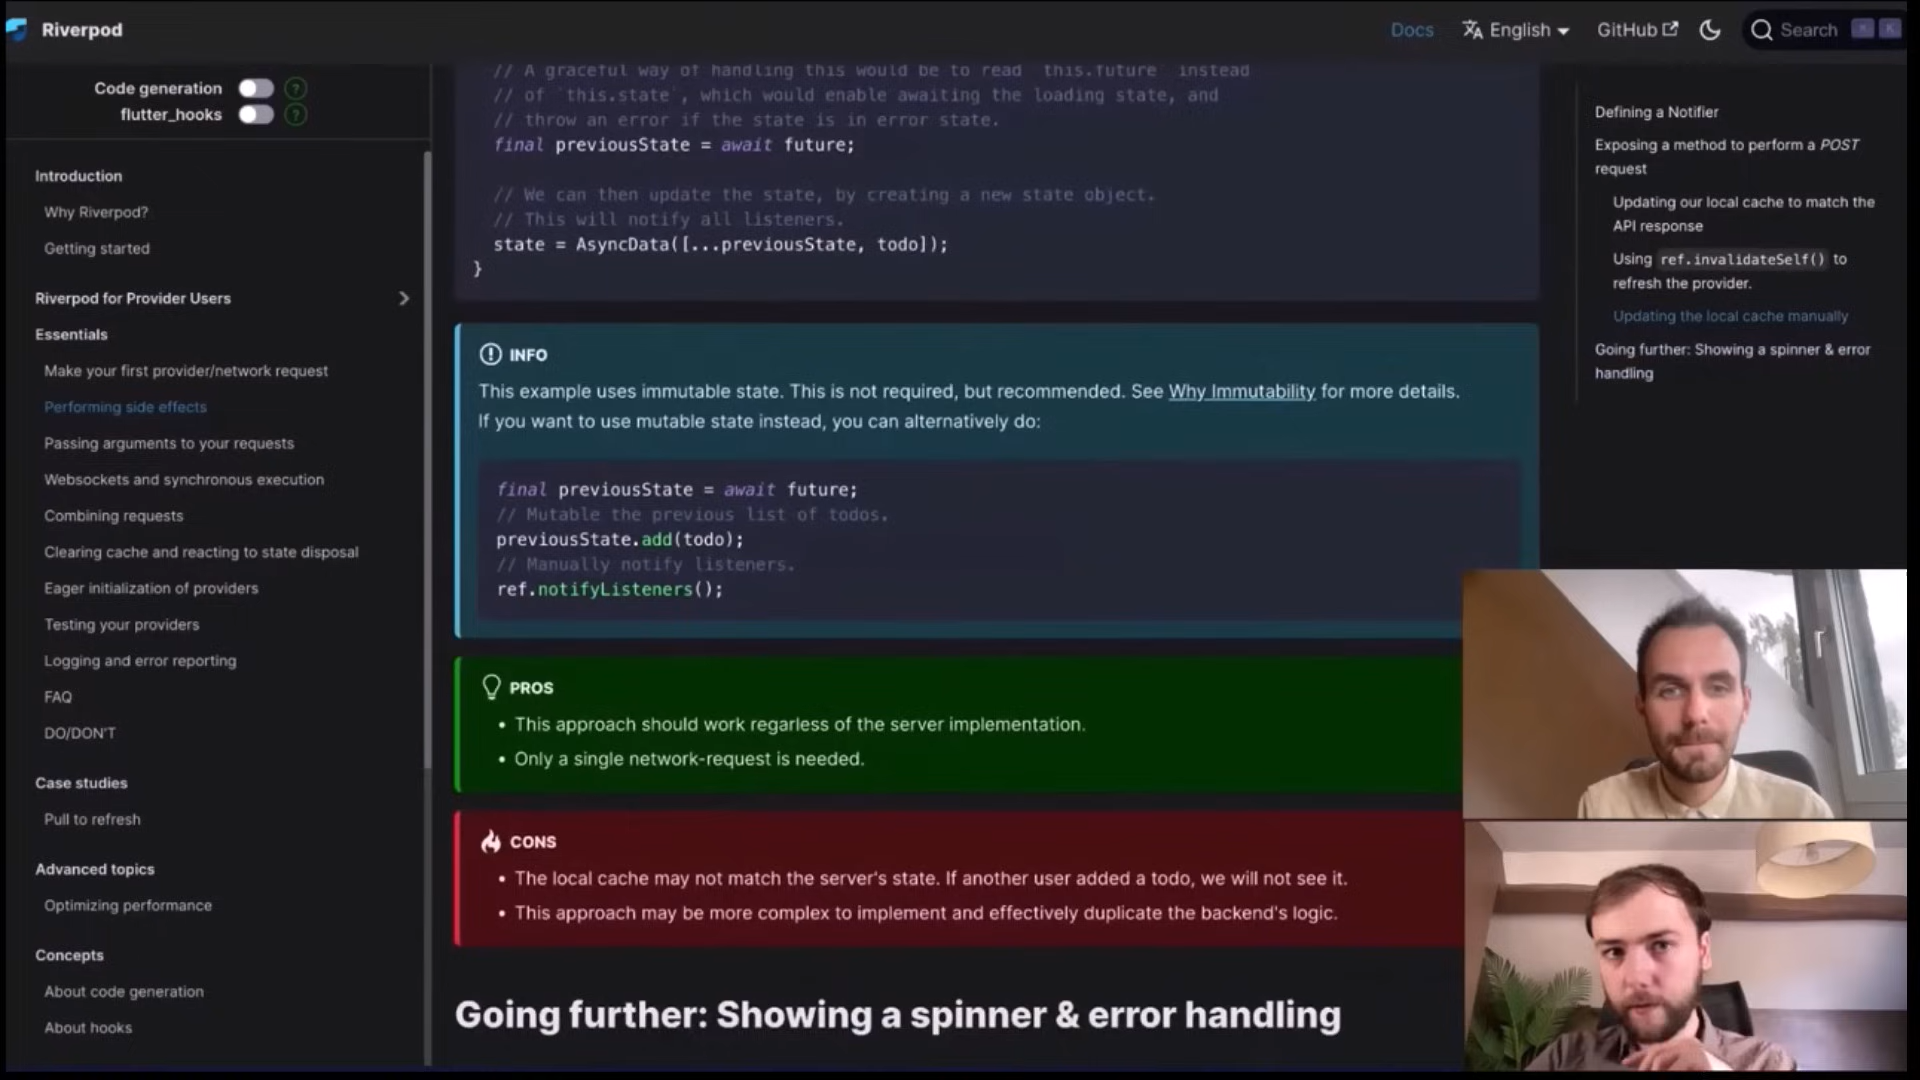 Riverpod
Docs
English
GitHub
Search
Code generation
?
flutter_hooks
?
Introduction
Why Riverpod?
Getting started
Riverpod for Provider Users
Essentials
Make your first provider/network request
Performing side effects
Passing arguments to your requests
Websockets and synchronous execution
Combining requests
Clearing cache and reacting to state disposal
Eager initialization of providers
Testing your providers
Logging and error reporting
FAQ
DO/DON'T
Case studies
Pull to refresh
Advanced topics
Optimizing performance
Concepts
About code generation
About hooks
// A graceful way of handling this would be to read `this.future` instead
// of `this.state`, which would enable awaiting the loading state, and
// throw an error if the state is in error state.
final previousState = await future;
// We can then update the state, by creating a new state object.
// This will notify all listeners.
state = AsyncData([...previousState, todo]);
}
INFO
This example uses immutable state. This is not required, but recommended. See Why Immutability for more details.
If you want to use mutable state instead, you can alternatively do:
final previousState = await future;
// Mutable the previous list of todos.
previousState.add(todo);
// Manually notify listeners.
ref.notifyListeners();
PROS
• This approach should work regarless of the server implementation.
• Only a single network-request is needed.
CONS
• The local cache may not match the server's state. If another user added a todo, we will not see it.
• This approach may be more complex to implement and effectively duplicate the backend's logic.
Going further: Showing a spinner & error handling
Defining a Notifier
Exposing a method to perform a POST
request
Updating our local cache to match the
API response
Using ref.invalidateSelf() to
refresh the provider.
Updating the local cache manually
Going further: Showing a spinner & error
handling